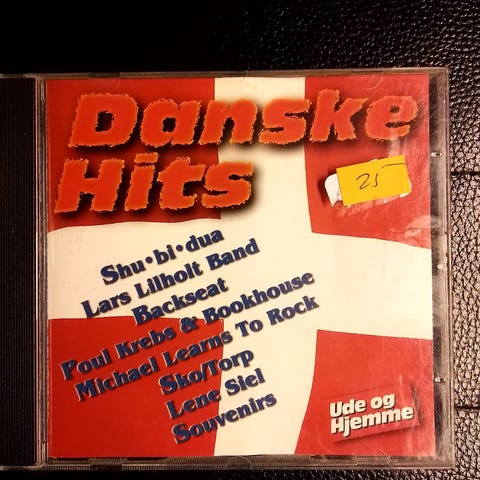 Danske
Hits
25-
Shu•bi•dua
Lars Lilholt Band
Backseat
Poul Krebs & Bookhouse
Michael Learns To Rock
Sko/Torp
Lene Siel
Souvenirs
Ude og
Hjemme